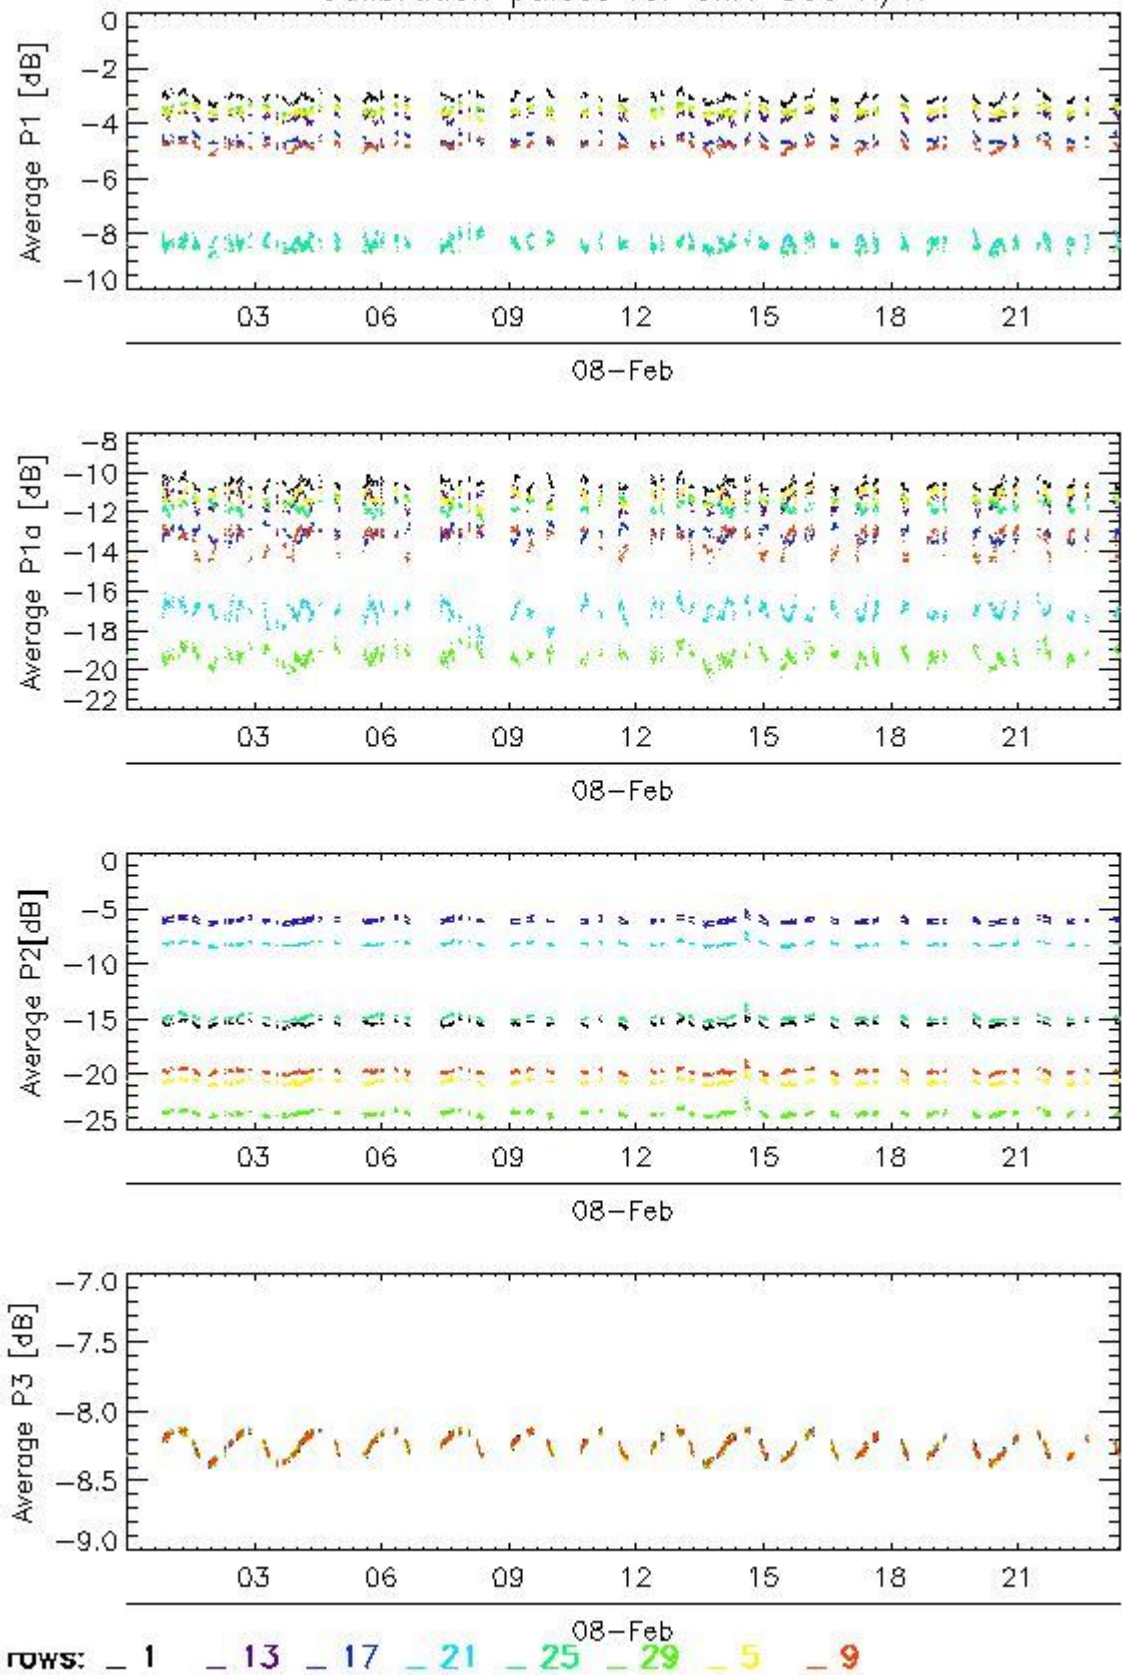 Average P1 [dB]
0
−2
−4
−6
−8
−10
03 06 09 12 15 18 21
08−Feb
Average P1a [dB]
−8
−10
−12
−14
−16
−18
−20
−22
03 06 09 12 15 18 21
08−Feb
Average P2[dB]
0
−5
−10
−15
−20
−25
03 06 09 12 15 18 21
08−Feb
Average P3 [dB]
−7.0
−7.5
−8.0
−8.5
−9.0
03 06 09 12 15 18 21
08−Feb
rows: _ 1 _ 13 _ 17 _ 21 _ 25 _ 29 _ 5 _ 9